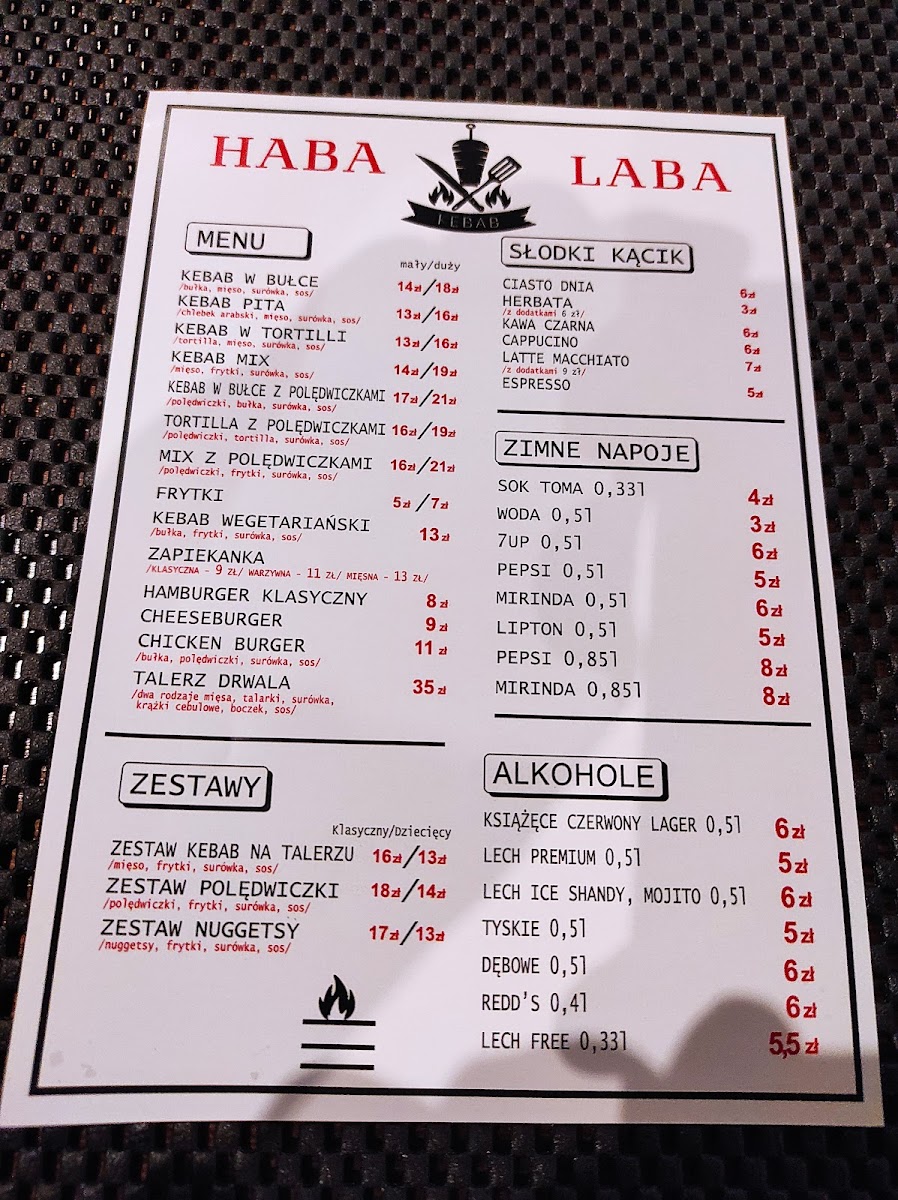 HABA LABA
KEBAB
MENU
mały/duży
KEBAB W BUŁCE 14zł/18zł
/bułka, mięso, surówka, sos/
KEBAB PITA 13zł/16zł
/chlebek arabski, mięso, surówka, sos/
KEBAB W TORTILLI 13zł/16zł
/tortilla, mięso, surówka, sos/
KEBAB MIX 14zł/19zł
/mięso, frytki, surówka, sos/
KEBAB W BUŁCE Z POLĘDWICZKAMI 17zł/21zł
/polędwiczki, bułka, surówka, sos/
TORTILLA Z POLĘDWICZKAMI 16zł/19zł
/polędwiczki, tortilla, surówka, sos/
MIX Z POLĘDWICZKAMI 16zł/21zł
/polędwiczki, frytki, surówka, sos/
FRYTKI 5zł/7zł
KEBAB WEGETARIAŃSKI 13zł
/bułka, frytki, surówka, sos/
ZAPIEKANKA
/KLASYCZNA - 9 ZŁ/ WARZYWNA - 11 ZŁ/ MIĘSNA - 13 ZŁ/
HAMBURGER KLASYCZNY 8 zł
CHEESEBURGER 9 zł
CHICKEN BURGER 11 zł
/bułka, polędwiczki, surówka, sos/
TALERZ DRWALA 35 zł
/dwa rodzaje mięsa, talarki, surówka,
krążki cebulowe, boczek, sos/
ZESTAWY
Klasyczny/Dziecięcy
ZESTAW KEBAB NA TALERZU 16zł/13zł
/mięso, frytki, surówka, sos/
ZESTAW POLĘDWICZKI 18zł/14zł
/polędwiczki, frytki, surówka, sos/
ZESTAW NUGGETSY 17zł/13zł
/nuggetsy, frytki, surówka, sos/
SŁODKI KĄCIK
CIASTO DNIA 6zł
HERBATA 3zł
/z dodatkami 6 zł/
KAWA CZARNA 6zł
CAPPUCINO 6zł
LATTE MACCHIATO 7zł
/z dodatkami 9 zł/
ESPRESSO 5zł
ZIMNE NAPOJE
SOK TOMA 0,33l 4zł
WODA 0,5l 3zł
7UP 0,5l 6zł
PEPSI 0,5l 5zł
MIRINDA 0,5l 6zł
LIPTON 0,5l 5zł
PEPSI 0,85l 8zł
MIRINDA 0,85l 8zł
ALKOHOLE
KSIĄŻĘCE CZERWONY LAGER 0,5l 6zł
LECH PREMIUM 0,5l 5zł
LECH ICE SHANDY, MOJITO 0,5l 6zł
TYSKIE 0,5l 5zł
DĘBOWE 0,5l 6zł
REDD'S 0,4l 6zł
LECH FREE 0,33l 5,5 zł